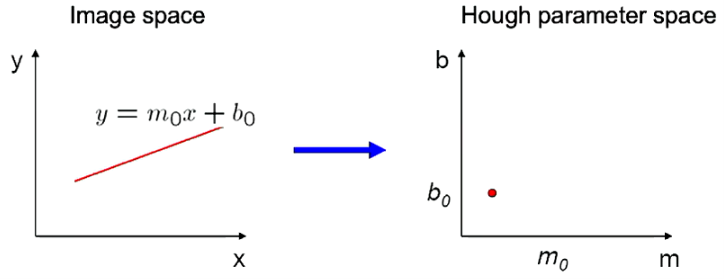 Image space
Hough parameter space
y
y = m₀x + b₀
x
b
b₀
m₀
m